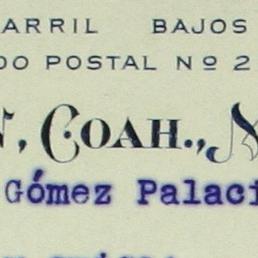 ARRIL BAJOS
DO POSTAL Nº 2
N, COAH., M
Gómez Palaci